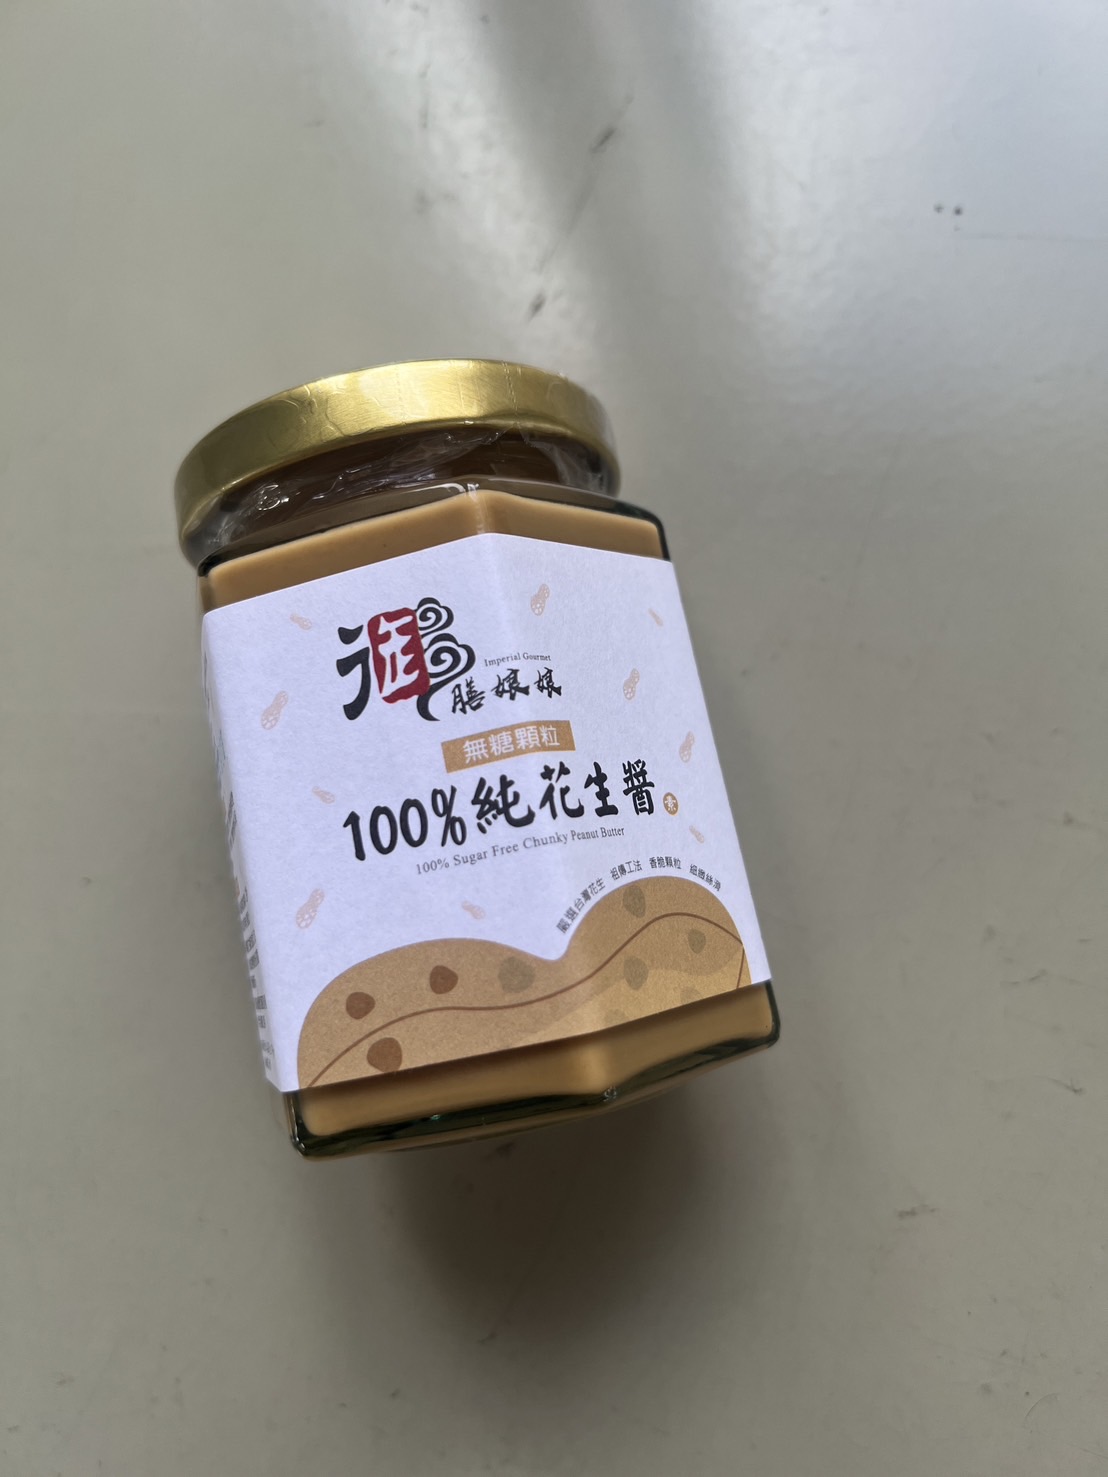 御膳娘娘
Imperial Gourmet
無糖顆粒
100%純花生醬
素
100% Sugar Free Chunky Peanut Butter
嚴選台灣花生 祖傳工法 香脆顆粒 細緻絲滑